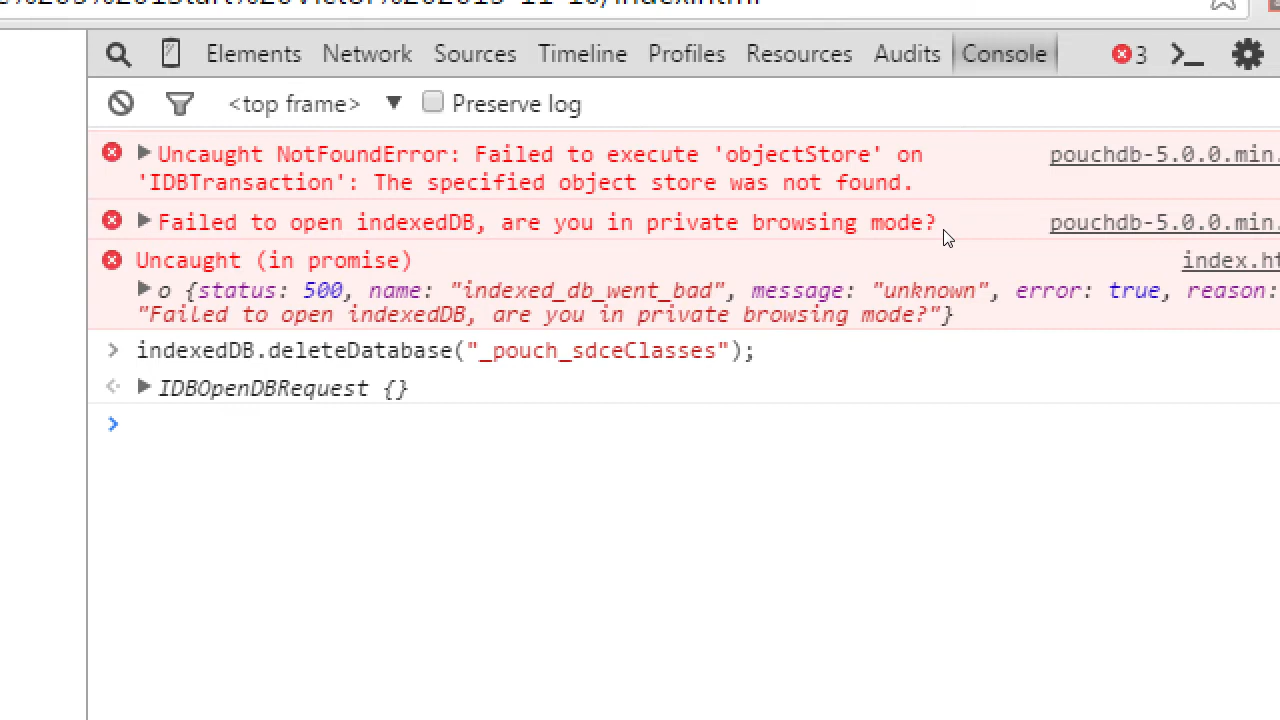 Elements Network Sources Timeline Profiles Resources Audits Console 3
<top frame> Preserve log
Uncaught NotFoundError: Failed to execute 'objectStore' on pouchdb-5.0.0.min.
'IDBTransaction': The specified object store was not found.
Failed to open indexedDB, are you in private browsing mode? pouchdb-5.0.0.min.
Uncaught (in promise) index.ht
o {status: 500, name: "indexed_db_went_bad", message: "unknown", error: true, reason:
"Failed to open indexedDB, are you in private browsing mode?"}
> indexedDB.deleteDatabase("_pouch_sdceClasses");
IDBOpenDBRequest {}
>